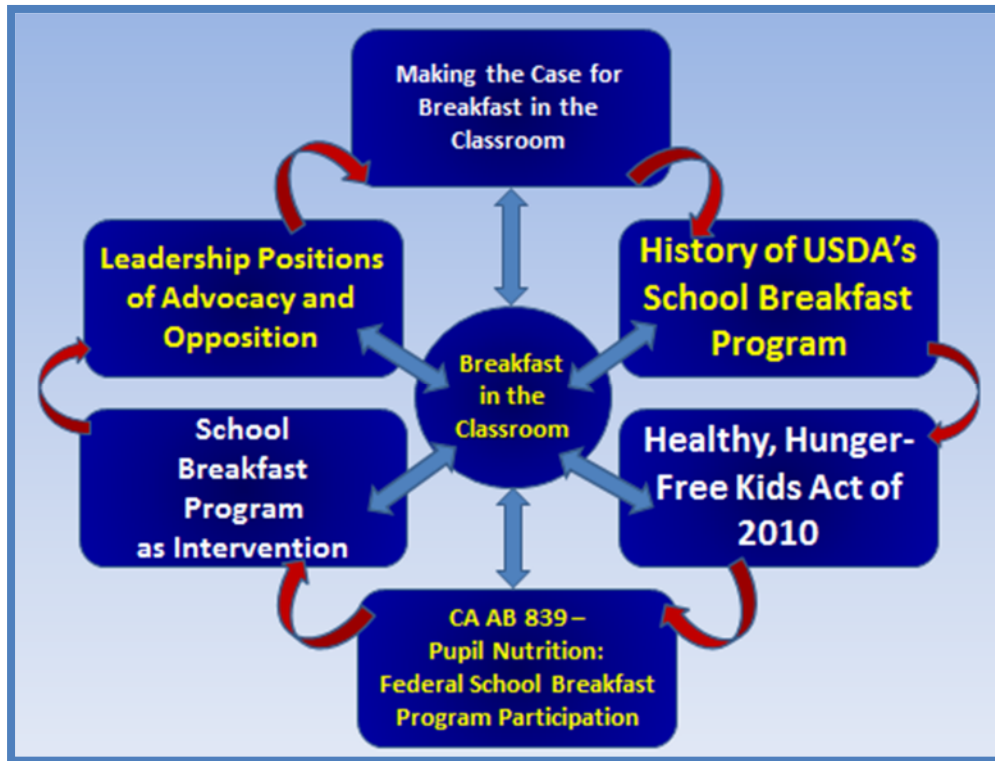 Making the Case for
Breakfast in the
Classroom
History of USDA's
School Breakfast
Program
Healthy, Hunger-
Free Kids Act of
2010
CA AB 839 –
Pupil Nutrition:
Federal School Breakfast
Program Participation
School
Breakfast
Program
as Intervention
Leadership Positions
of Advocacy and
Opposition
Breakfast
in the
Classroom